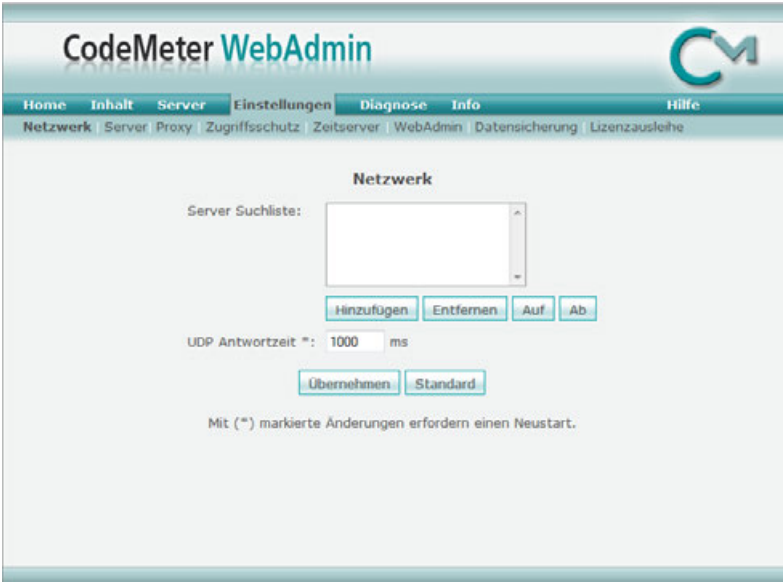 CodeMeter WebAdmin
CM
Home Inhalt Server Einstellungen Diagnose Info Hilfe
Netzwerk | Server | Proxy | Zugriffsschutz | Zeitserver | WebAdmin | Datensicherung | Lizenzausleihe
Netzwerk
Server Suchliste:
Hinzufügen Entfernen Auf Ab
UDP Antwortzeit *: 1000 ms
Übernehmen Standard
Mit (*) markierte Änderungen erfordern einen Neustart.